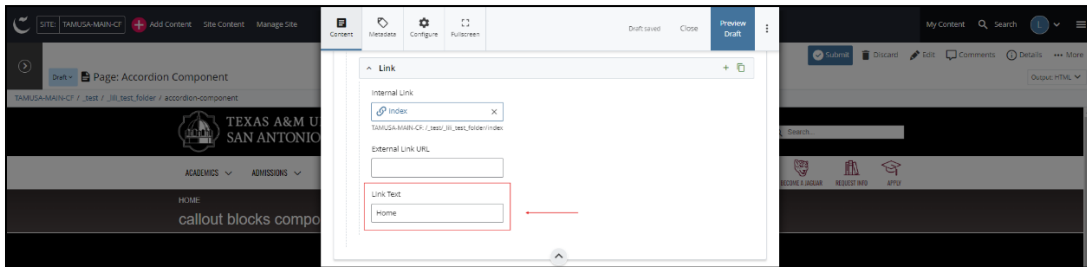 SITE: TAMUSA-MAIN-CF Add Content Site Content Manage Site
Content Metadata Configure Fullscreen
Draft saved Close Preview Draft
My Content Search L
Submit Discard Edit Comments Details More
Draft Page: Accordion Component
Output: HTML
TAMUSA-MAIN-CF / _test / _lili_test_folder / accordion-component
Link
Internal Link
index
TAMUSA-MAIN-CF: /_test/_lili_test_folder/index
External Link URL
Link Text
Home
TEXAS A&M U
SAN ANTONIO
Search...
ACADEMICS ADMISSIONS
BECOME A JAGUAR REQUEST INFO APPLY
HOME
callout blocks compo